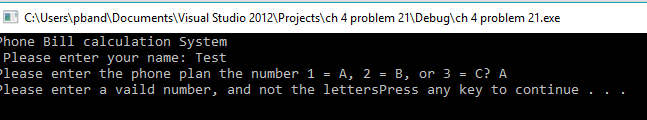 C:\Users\pband\Documents\Visual Studio 2012\Projects\ch 4 problem 21\Debug\ch 4 problem 21.exe
Phone Bill calculation System
Please enter your name: Test
Please enter the phone plan the number 1 = A, 2 = B, or 3 = C? A
Please enter a vaild number, and not the lettersPress any key to continue . . .